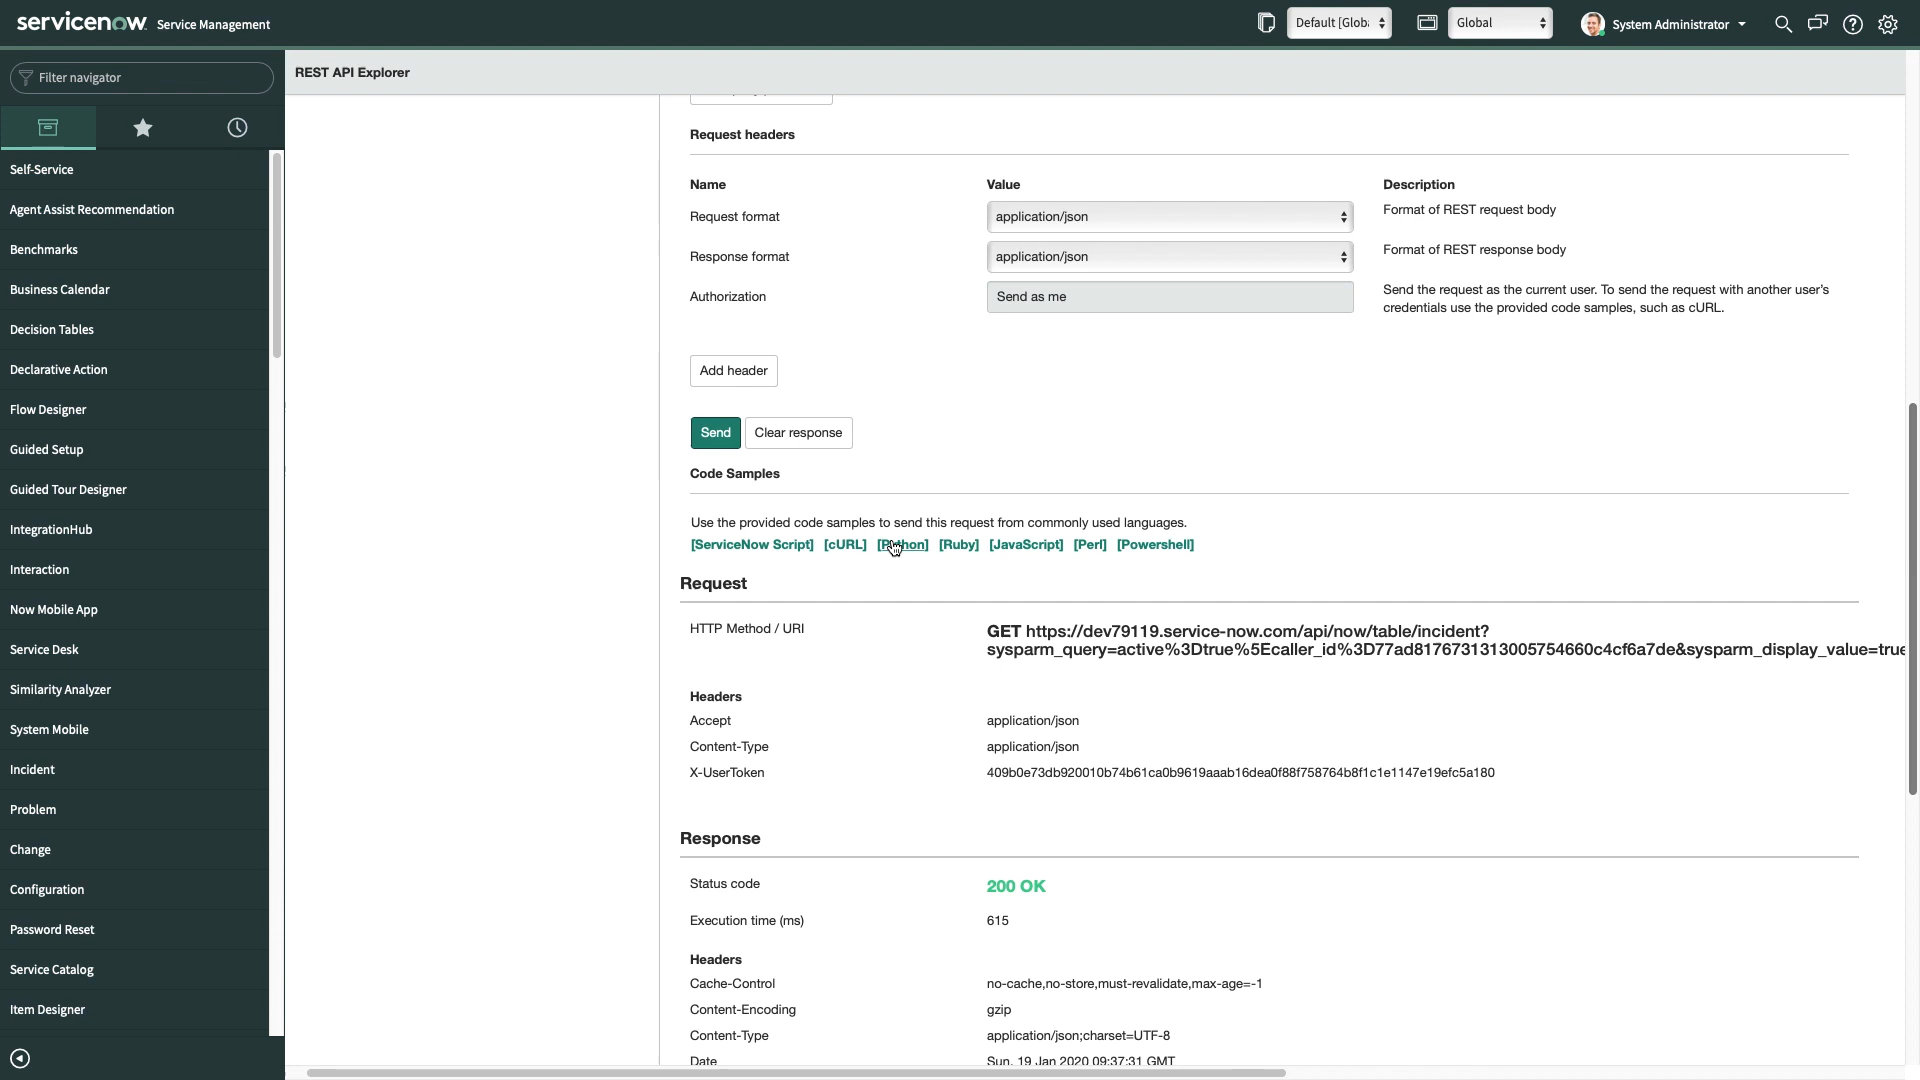 servicenow Service Management
Default [Globa
Global
System Administrator
Filter navigator
REST API Explorer
Self-Service
Agent Assist Recommendation
Benchmarks
Business Calendar
Decision Tables
Declarative Action
Flow Designer
Guided Setup
Guided Tour Designer
IntegrationHub
Interaction
Now Mobile App
Service Desk
Similarity Analyzer
System Mobile
Incident
Problem
Change
Configuration
Password Reset
Service Catalog
Item Designer
Request headers
Name Value Description
Request format application/json Format of REST request body
Response format application/json Format of REST response body
Authorization Send as me Send the request as the current user. To send the request with another user's
credentials use the provided code samples, such as cURL.
Add header
Send Clear response
Code Samples
Use the provided code samples to send this request from commonly used languages.
[ServiceNow Script] [cURL] [Python] [Ruby] [JavaScript] [Perl] [Powershell]
Request
HTTP Method / URI GET https://dev79119.service-now.com/api/now/table/incident?
sysparm_query=active%3Dtrue%5Ecaller_id%3D77ad8176731313005754660c4cf6a7de&sysparm_display_value=true
Headers
Accept application/json
Content-Type application/json
X-UserToken 409b0e73db920010b74b61ca0b9619aaab16dea0f88f758764b8f1c1e1147e19efc5a180
Response
Status code 200 OK
Execution time (ms) 615
Headers
Cache-Control no-cache,no-store,must-revalidate,max-age=-1
Content-Encoding gzip
Content-Type application/json;charset=UTF-8
Date Sun, 19 Jan 2020 09:37:31 GMT